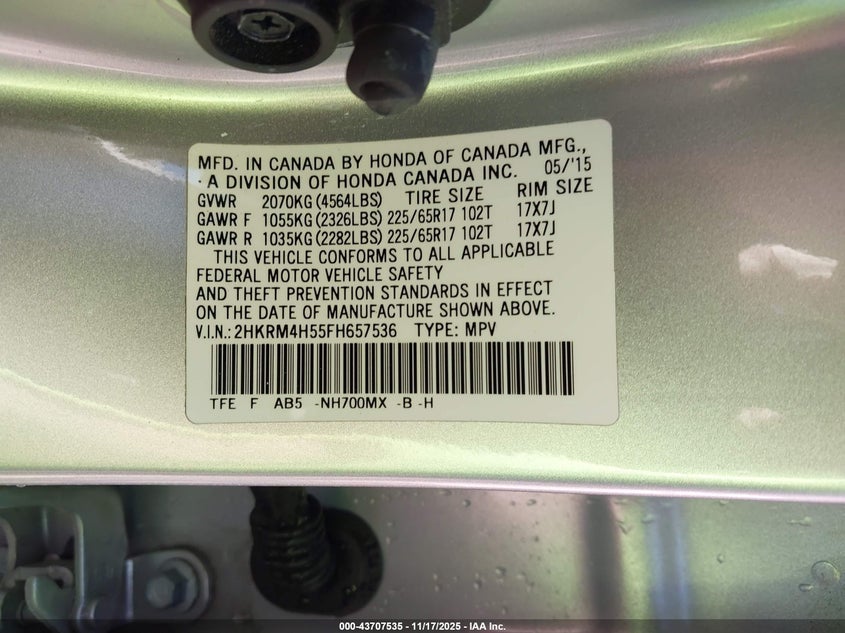 MFD. IN CANADA BY HONDA OF CANADA MFG.,
A DIVISION OF HONDA CANADA INC. 05/'15
GVWR 2070KG (4564LBS) TIRE SIZE RIM SIZE
GAWR F 1055KG (2326LBS) 225/65R17 102T 17X7J
GAWR R 1035KG (2282LBS) 225/65R17 102T 17X7J
THIS VEHICLE CONFORMS TO ALL APPLICABLE
FEDERAL MOTOR VEHICLE SAFETY
AND THEFT PREVENTION STANDARDS IN EFFECT
ON THE DATE OF MANUFACTURE SHOWN ABOVE.
V.I.N.: 2HKRM4H55FH657536 TYPE: MPV
TFE F AB5 -NH700MX -B -H
000-43707535 - 11/17/2025 - IAA Inc.